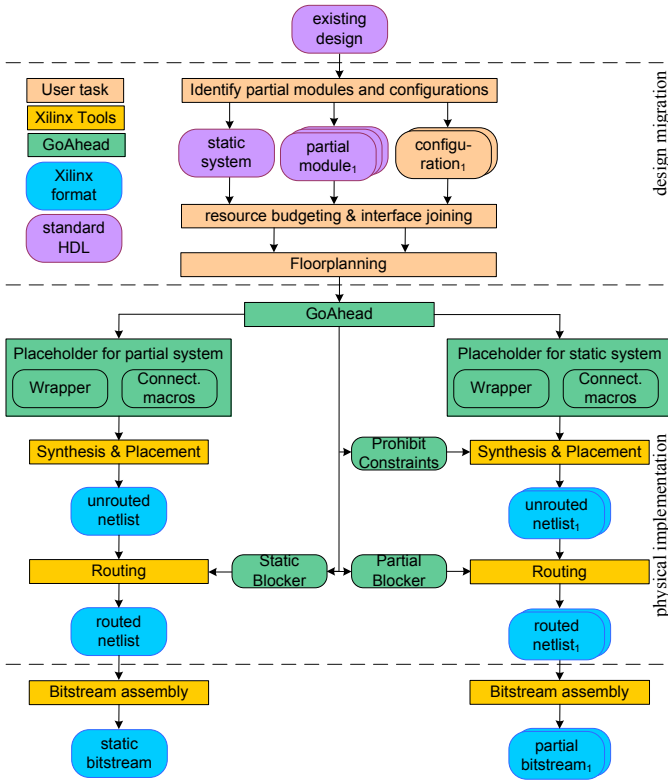 existing
design
User task
Xilinx Tools
GoAhead
Xilinx
format
standard
HDL
Identify partial modules and configurations
static
system
partial
module₁
configu-
ration₁
resource budgeting & interface joining
Floorplanning
design migration
GoAhead
Placeholder for partial system
Wrapper
Connect.
macros
Placeholder for static system
Wrapper
Connect.
macros
Synthesis & Placement
Prohibit
Constraints
Synthesis & Placement
unrouted
netlist
unrouted
netlist₁
Routing
Static
Blocker
Partial
Blocker
Routing
routed
netlist
routed
netlist₁
physical implementation
Bitstream assembly
Bitstream assembly
static
bitstream
partial
bitstream₁